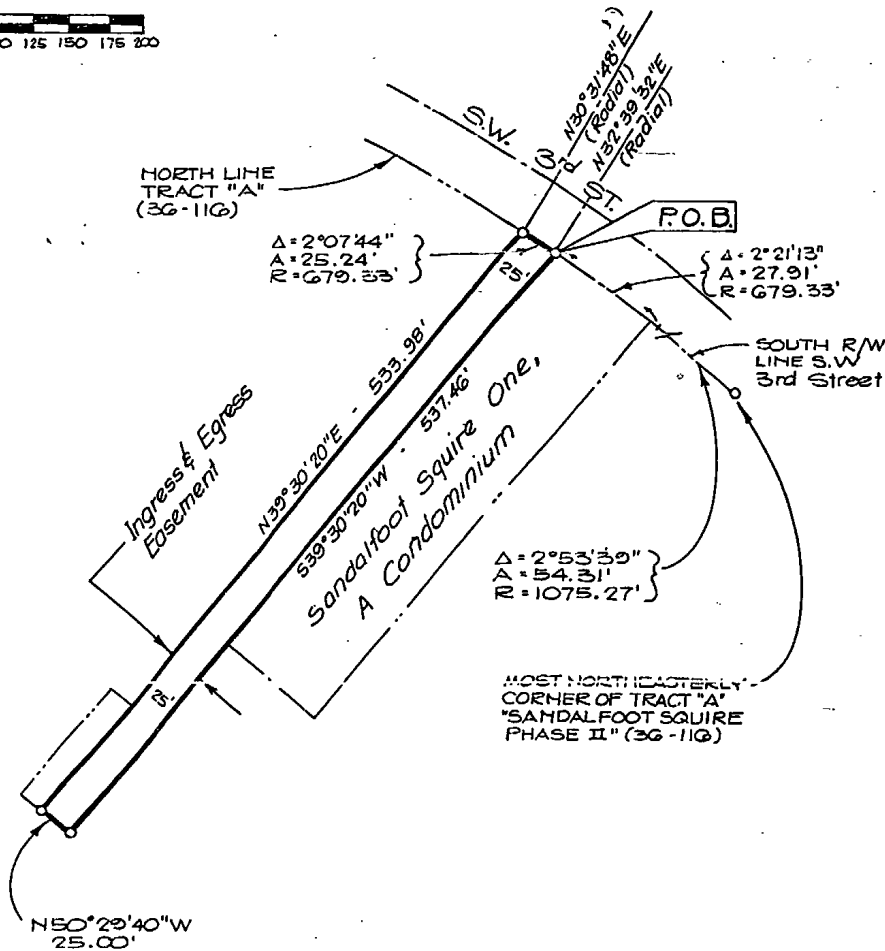 125 150 175 200
N30°31'48"E
(Radial)
N32°39'32"E
(Radial)
S.W.
3rd
ST.
NORTH LINE
TRACT "A"
(36-116)
P.O.B.
Δ=2°07'44"
A=25.24'
R=679.33'
25'
Δ=2°21'13"
A=27.91'
R=679.33'
SOUTH R/W
LINE S.W
3rd Street
N39°30'20"E - 533.98'
S39°30'20"W - 537.46'
Sandalfoot Squire One,
A Condominium
Ingress & Egress
Easement
Δ=2°53'39"
A=54.31'
R=1075.27'
25'
MOST NORTHEASTERLY
CORNER OF TRACT "A"
"SANDALFOOT SQUIRE
PHASE II" (36-116)
N50°29'40"W
25.00'